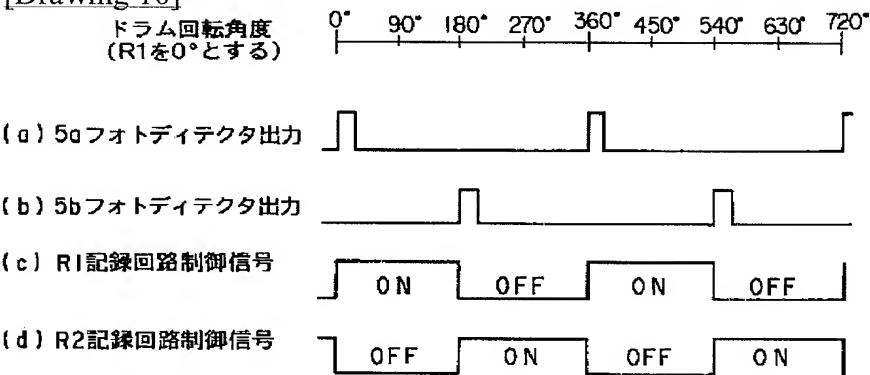 [Drawing 10]
ドラム回転角度 0° 90° 180° 270° 360° 450° 540° 630° 720°
(R1を0°とする)
(a) 5aフォトディテクタ出力
(b) 5bフォトディテクタ出力
(c) R1記録回路制御信号
ON OFF ON OFF
(d) R2記録回路制御信号
OFF ON OFF ON